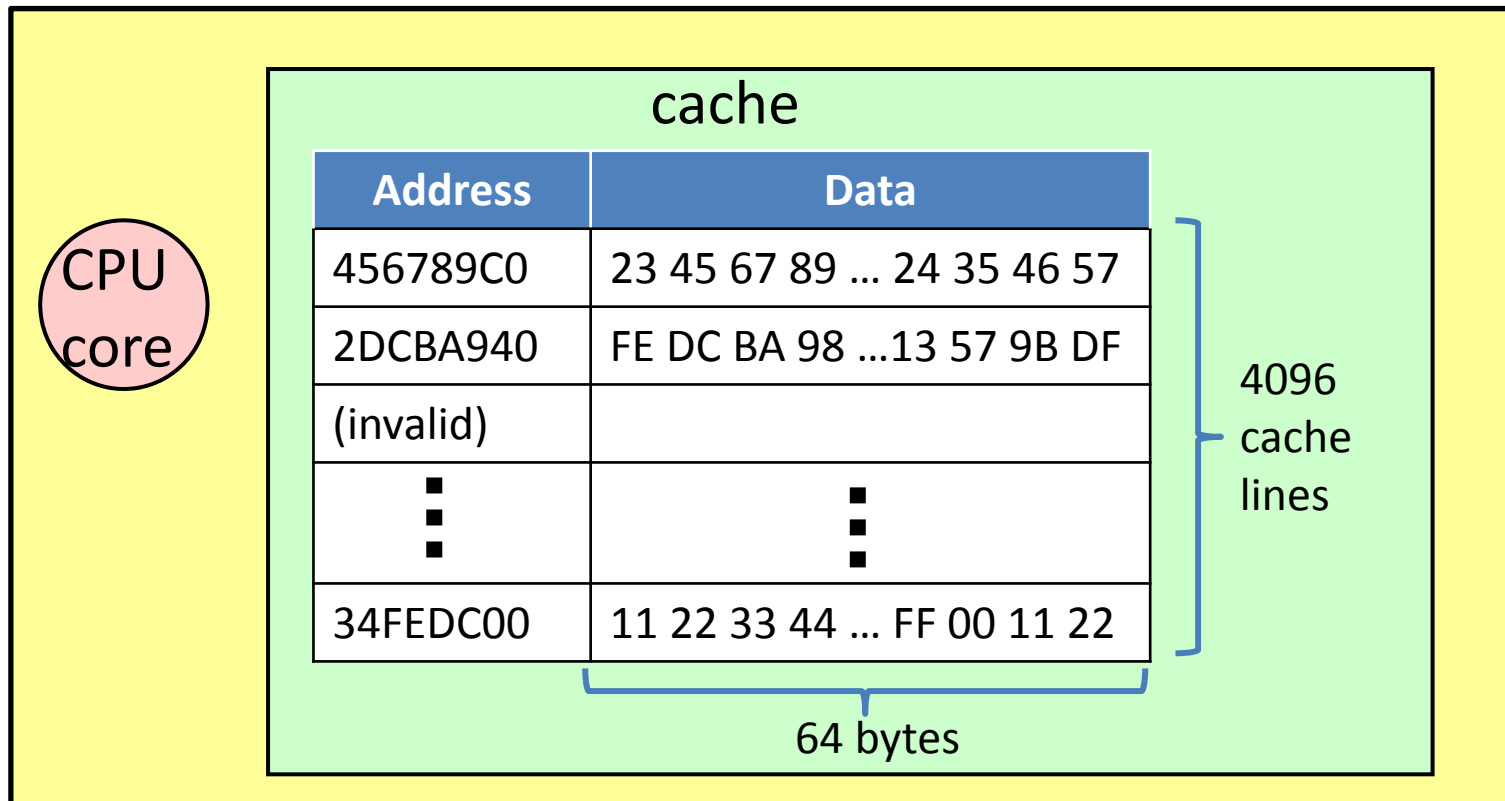 cache
CPU
core
Address Data
456789C0 23 45 67 89 … 24 35 46 57
2DCBA940 FE DC BA 98 …13 57 9B DF
(invalid)
34FEDC00 11 22 33 44 … FF 00 11 22
4096
cache
lines
64 bytes